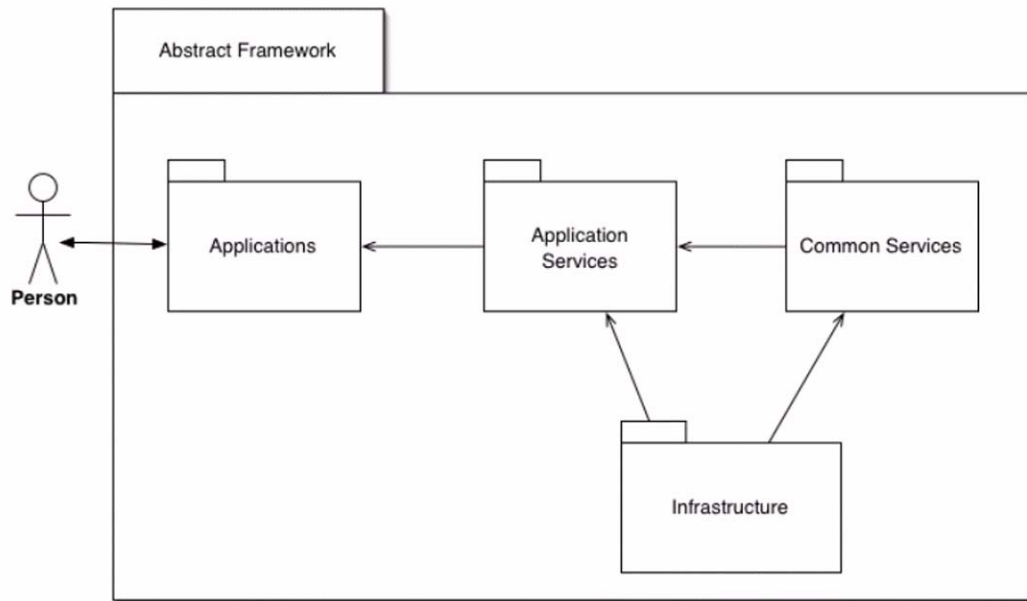 Abstract Framework
Applications
Application
Services
Common Services
Person
Infrastructure